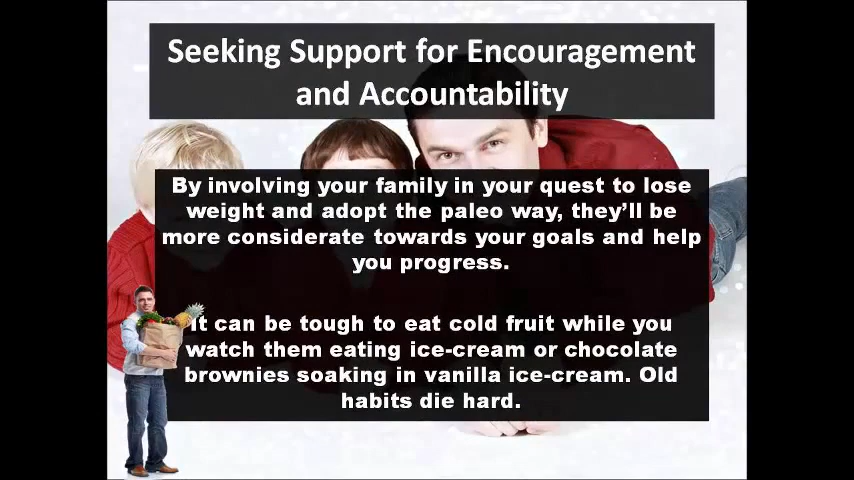 Seeking Support for Encouragement
and Accountability
By involving your family in your quest to lose
weight and adopt the paleo way, they’ll be
more considerate towards your goals and help
you progress.
It can be tough to eat cold fruit while you
watch them eating ice-cream or chocolate
brownies soaking in vanilla ice-cream. Old
habits die hard.